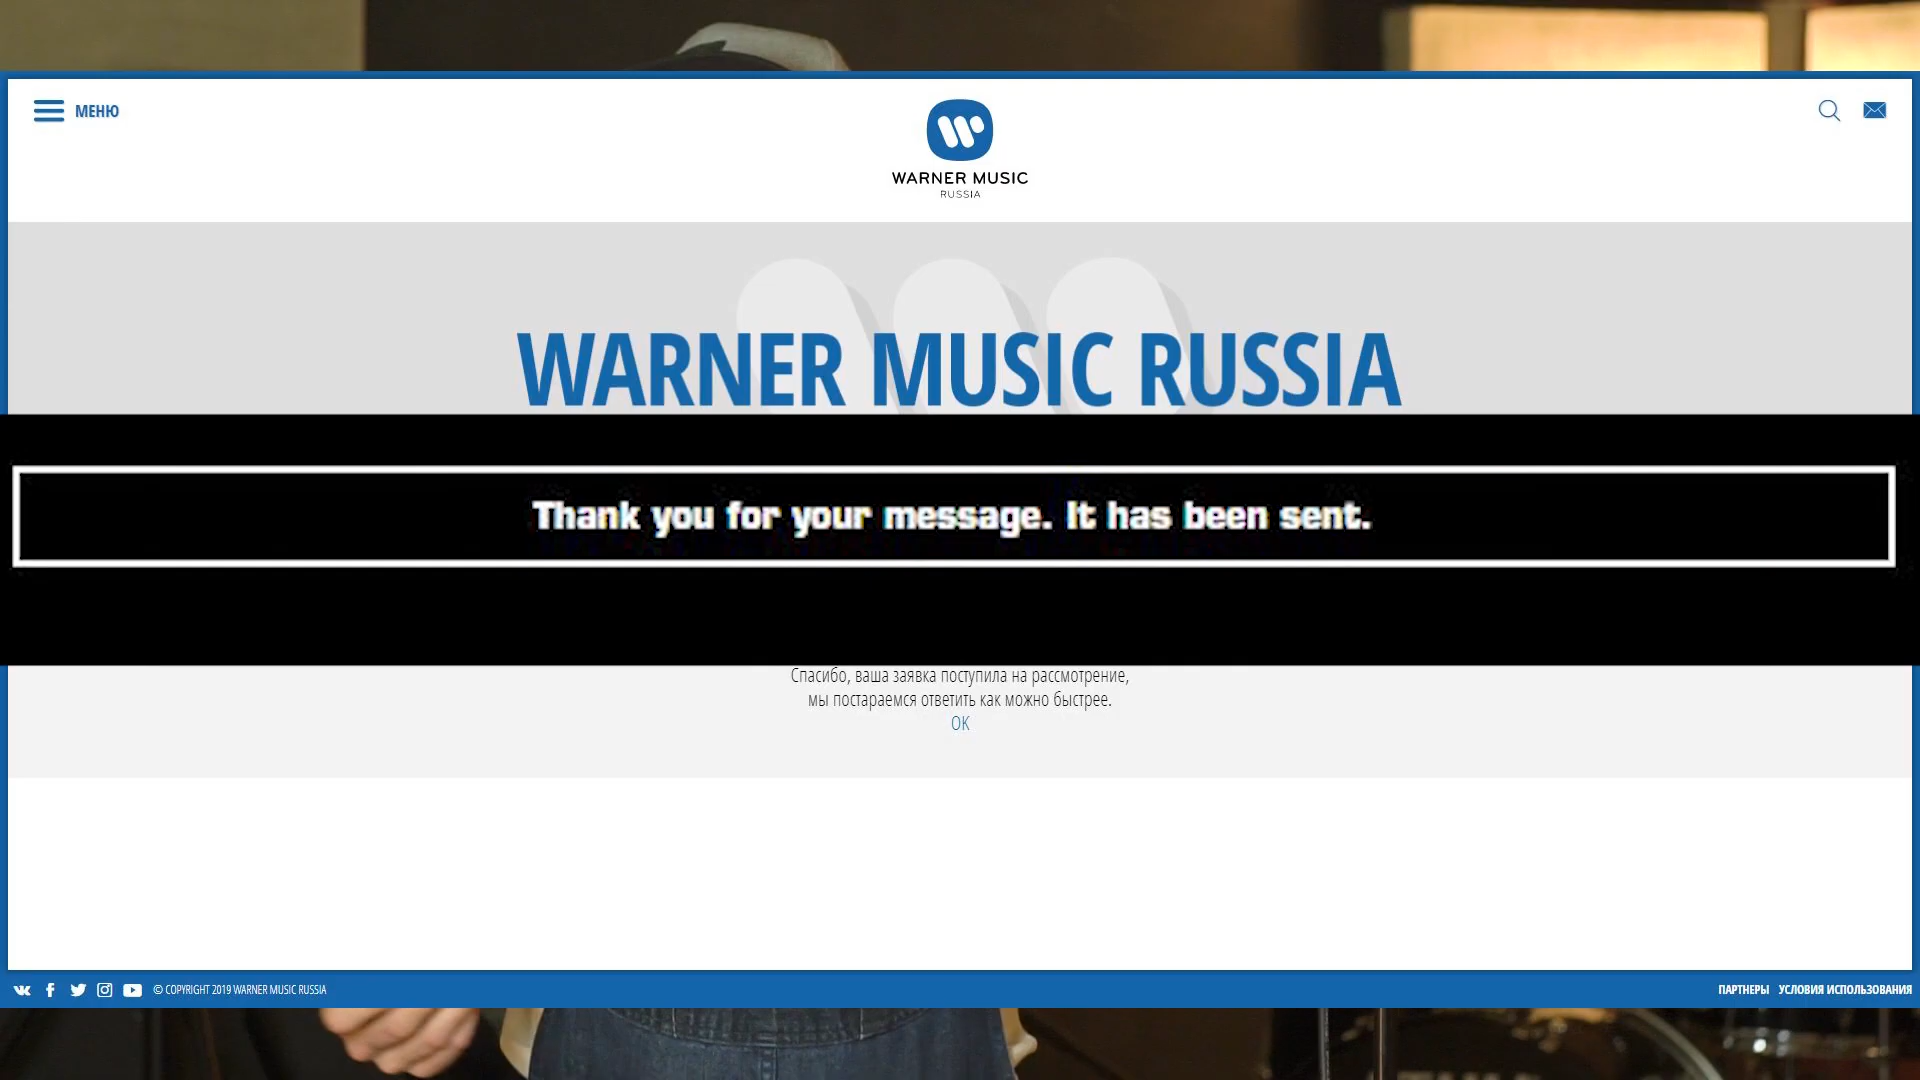 МЕНЮ
WARNER MUSIC
RUSSIA
WARNER MUSIC RUSSIA
Thank you for your message. It has been sent.
Спасибо, ваша заявка поступила на рассмотрение,
мы постараемся ответить как можно быстрее.
OK
© COPYRIGHT 2019 WARNER MUSIC RUSSIA
ПАРТНЕРЫ УСЛОВИЯ ИСПОЛЬЗОВАНИЯ